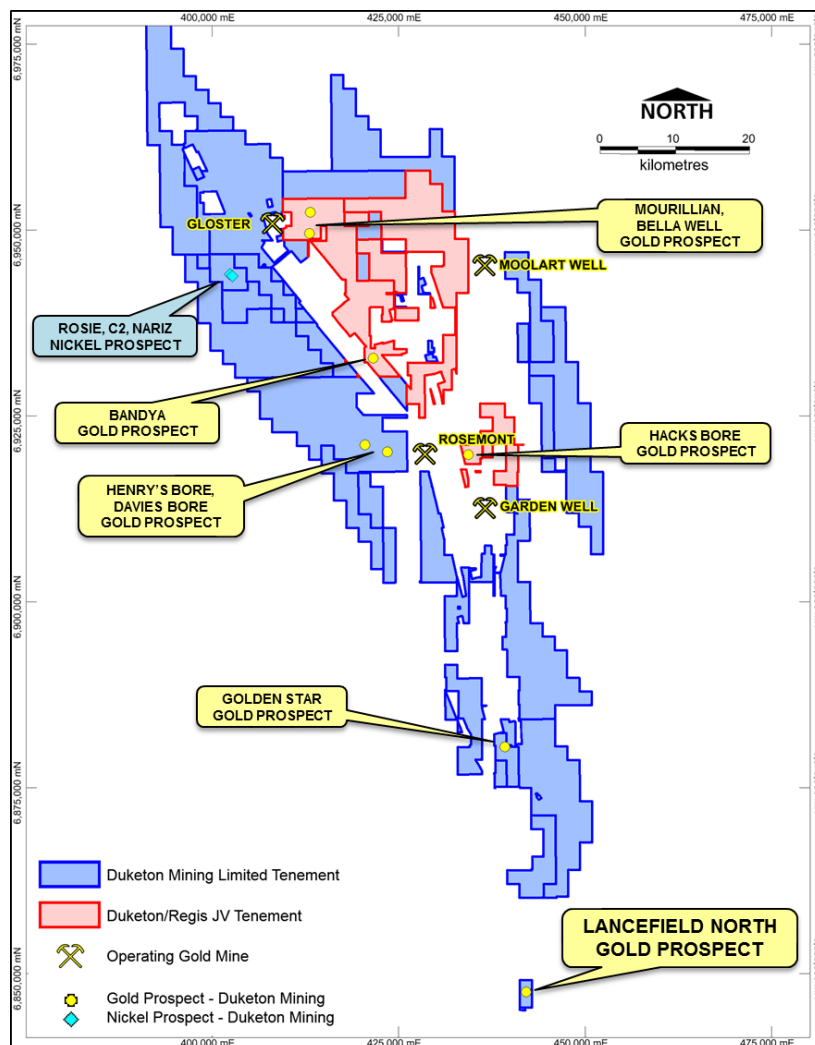 400,000 mE
425,000 mE
450,000 mE
475,000 mE
6,975,000 mN
NORTH
0 10 20
kilometres
GLOSTER
MOURILLIAN,
BELLA WELL
GOLD PROSPECT
6,950,000 mN
MOOLART WELL
ROSIE, C2, NARIZ
NICKEL PROSPECT
BANDYA
GOLD PROSPECT
6,925,000 mN
ROSEMONT
HACKS BORE
GOLD PROSPECT
HENRY'S BORE,
DAVIES BORE
GOLD PROSPECT
GARDEN WELL
6,900,000 mN
GOLDEN STAR
GOLD PROSPECT
6,875,000 mN
Duketon Mining Limited Tenement
Duketon/Regis JV Tenement
Operating Gold Mine
Gold Prospect - Duketon Mining
Nickel Prospect - Duketon Mining
LANCEFIELD NORTH
GOLD PROSPECT
6,850,000 mN
400,000 mE
425,000 mE
450,000 mE
475,000 mE